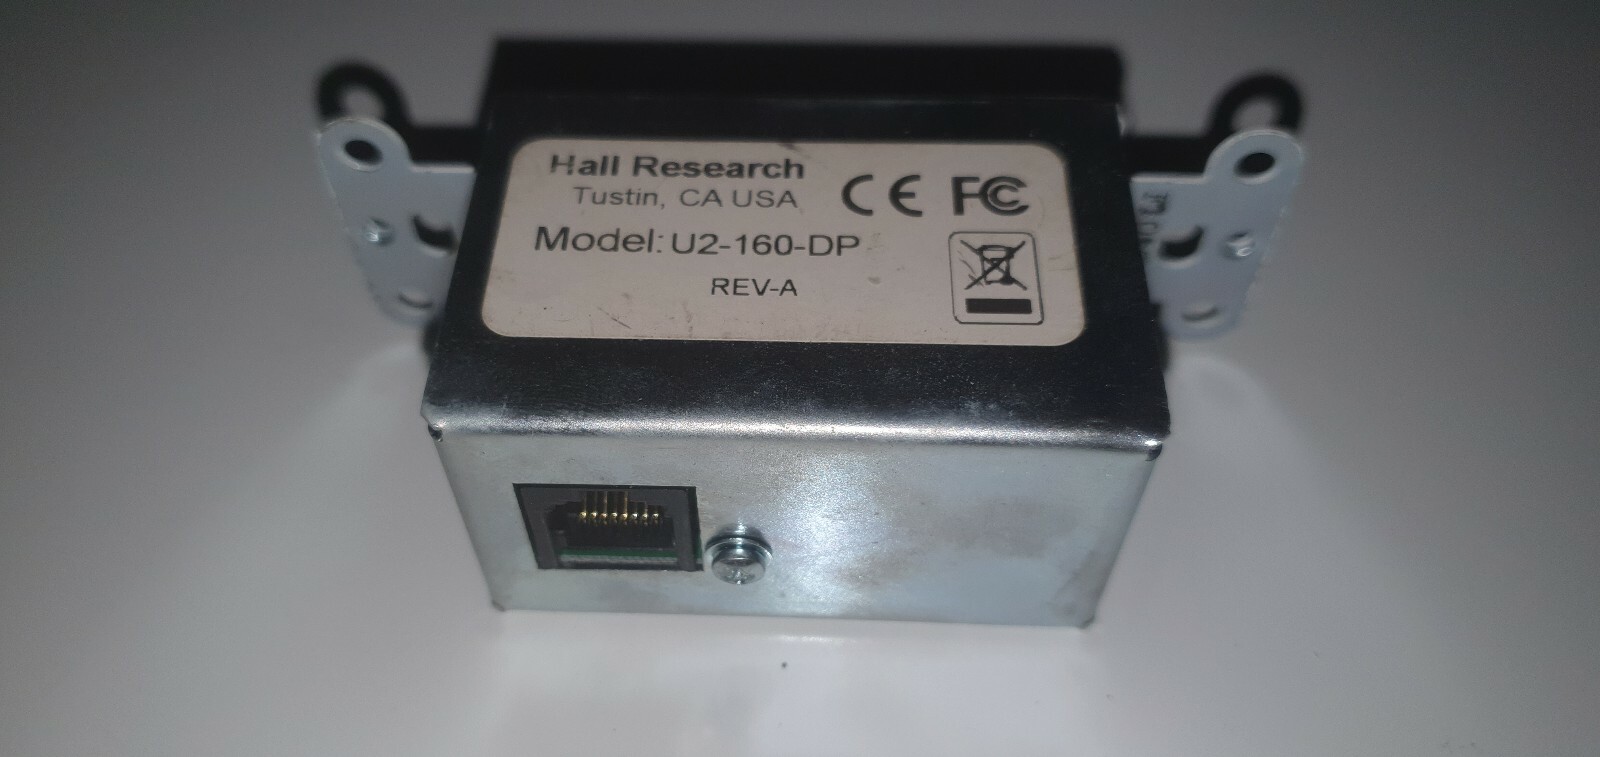 Hall Research
Tustin, CA USA
CE FC
Model: U2-160-DP
REV-A